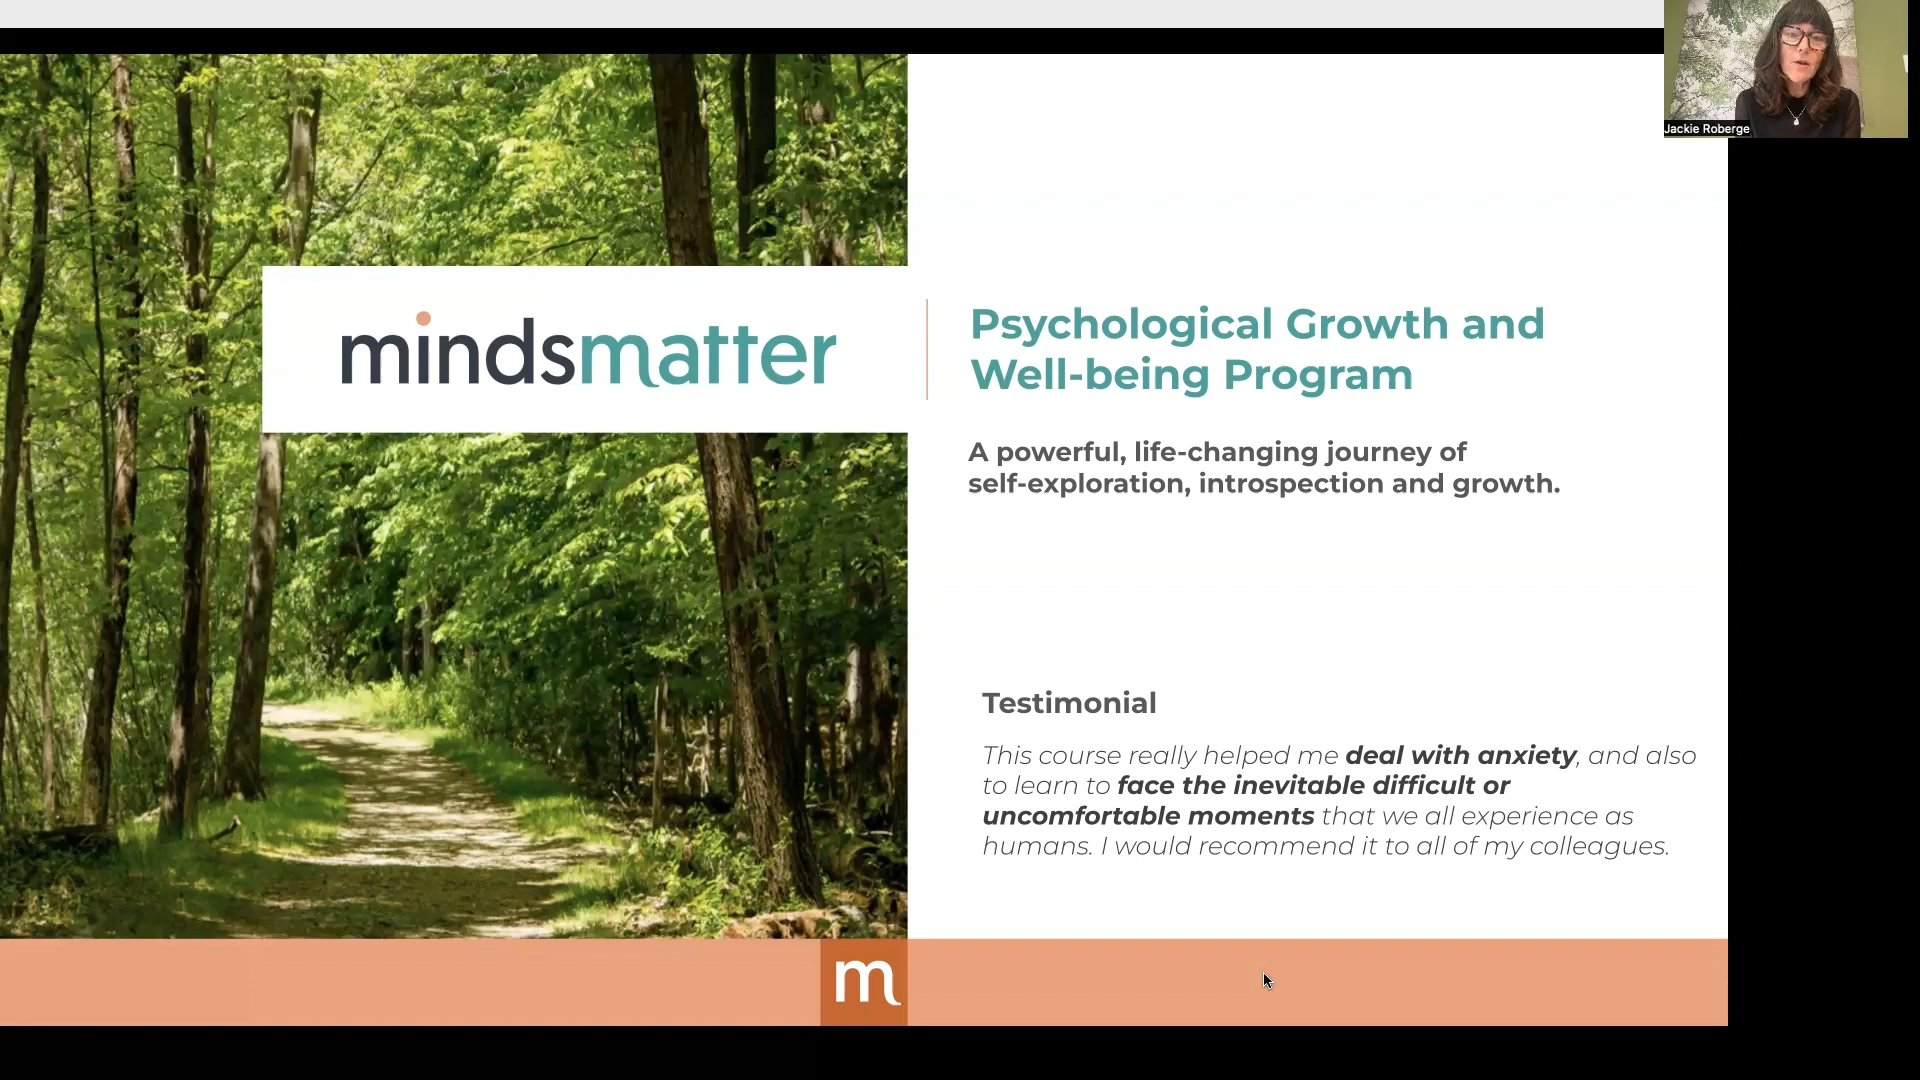 Jackie Roberge
mindsmatter
Psychological Growth and
Well-being Program
A powerful, life-changing journey of
self-exploration, introspection and growth.
Testimonial
This course really helped me deal with anxiety, and also
to learn to face the inevitable difficult or
uncomfortable moments that we all experience as
humans. I would recommend it to all of my colleagues.
m